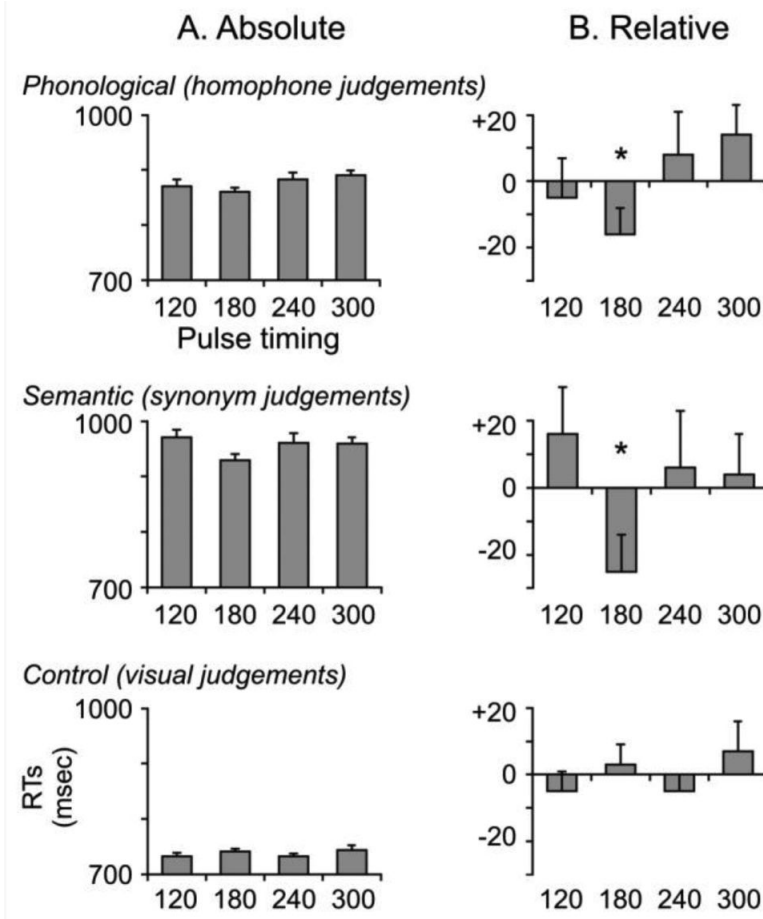 A. Absolute
B. Relative
Phonological (homophone judgements)
1000
700
120 180 240 300
Pulse timing
+20
*
0
-20
120 180 240 300
Semantic (synonym judgements)
1000
700
120 180 240 300
+20
*
0
-20
120 180 240 300
Control (visual judgements)
1000
RTs
(msec)
700
120 180 240 300
+20
0
-20
120 180 240 300